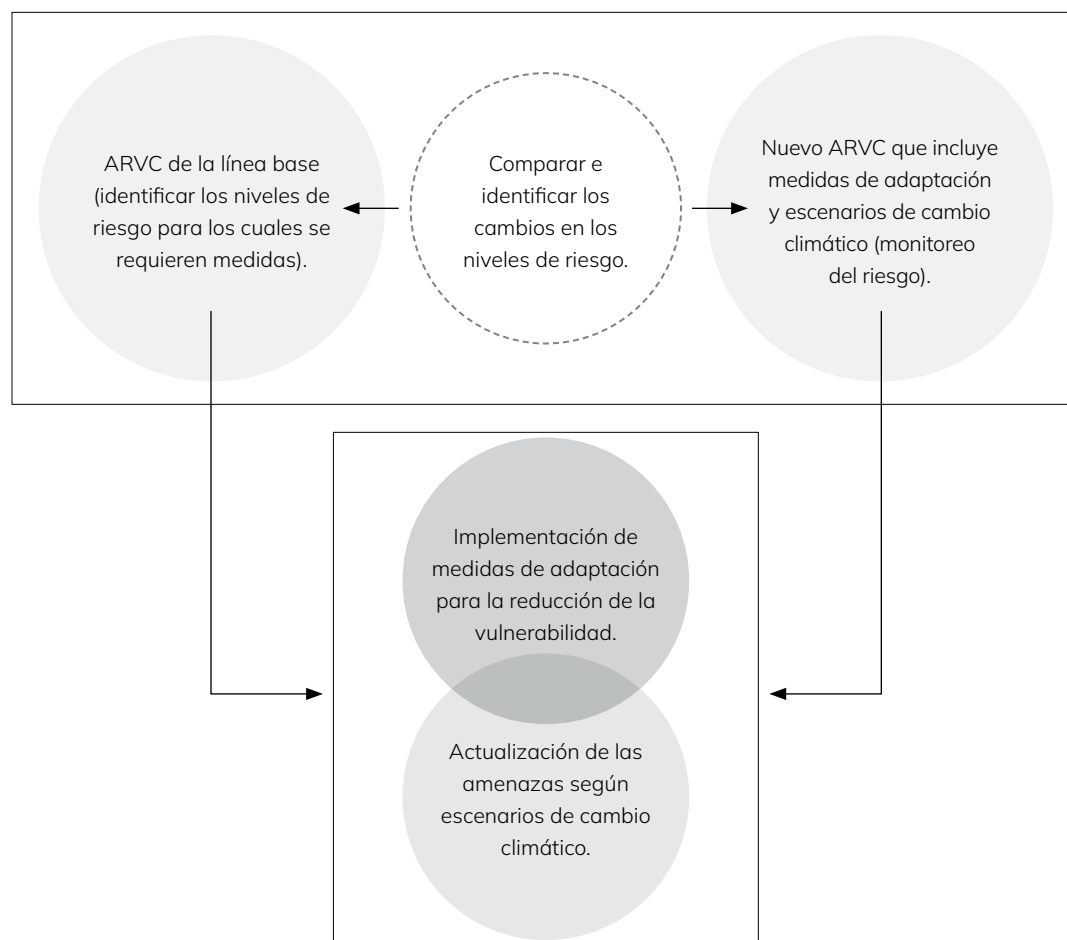 ARVC de la línea base
(identificar los niveles de
riesgo para los cuales se
requieren medidas).
Comparar e
identificar los
cambios en los
niveles de riesgo.
Nuevo ARVC que incluye
medidas de adaptación
y escenarios de cambio
climático (monitoreo
del riesgo).
Implementación de
medidas de adaptación
para la reducción de la
vulnerabilidad.
Actualización de las
amenazas según
escenarios de cambio
climático.